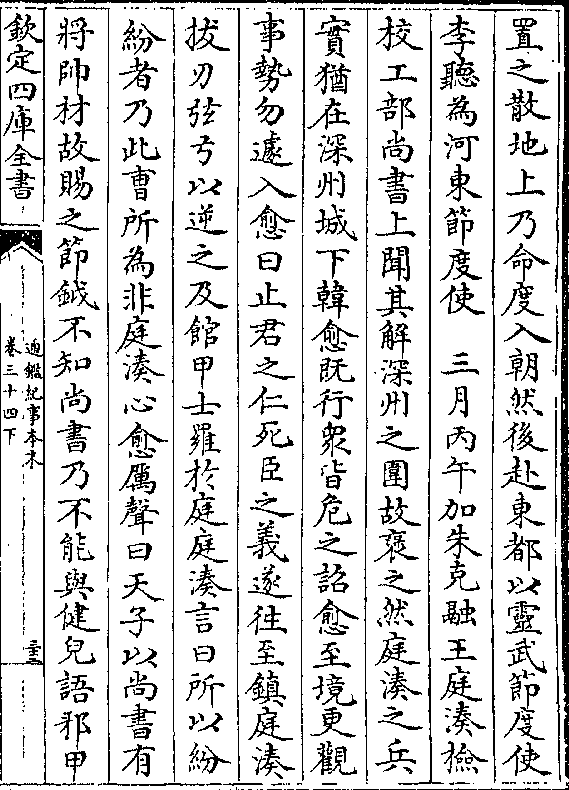 置之散地上乃命度入朝然後赴東都以靈武節度使
李聽為河東節度使　三月丙午加朱克融王庭湊檢
校工部尚書上聞其解深州之圍故褒之然庭湊之兵
實猶在深州城下韓愈既行衆皆危之詔愈至境更觀
事勢勿遽入愈曰止君之仁死臣之義遂往至鎮庭湊
拔刃弦弓以逆之及館甲士羅於庭庭湊言曰所以紛
紛者乃此曹所為非庭湊心愈厲聲曰天子以尚書有
將帥材故賜之節鉞不知尚書乃不能與健兒語邪甲
欽定四庫全書
通鑑紀事本末
卷三十四下